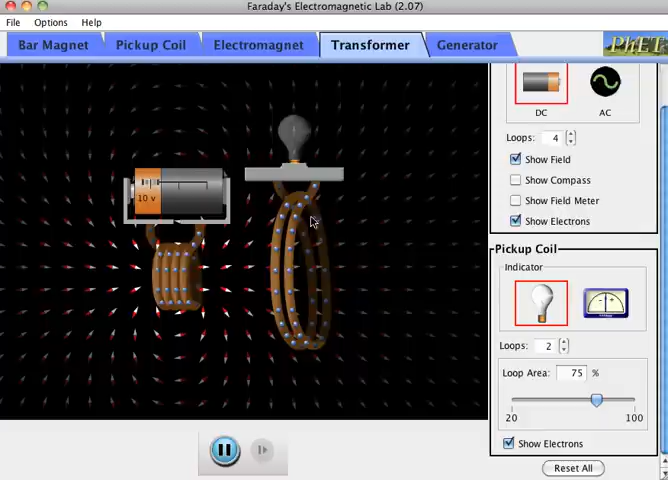 Faraday's Electromagnetic Lab (2.07)
File Options Help
Bar Magnet Pickup Coil Electromagnet Transformer Generator PhET
DC AC
Loops: 4
Show Field
Show Compass
Show Field Meter
Show Electrons
10 v
Pickup Coil
Indicator
Loops: 2
Loop Area: 75 %
20 100
Show Electrons
Reset All